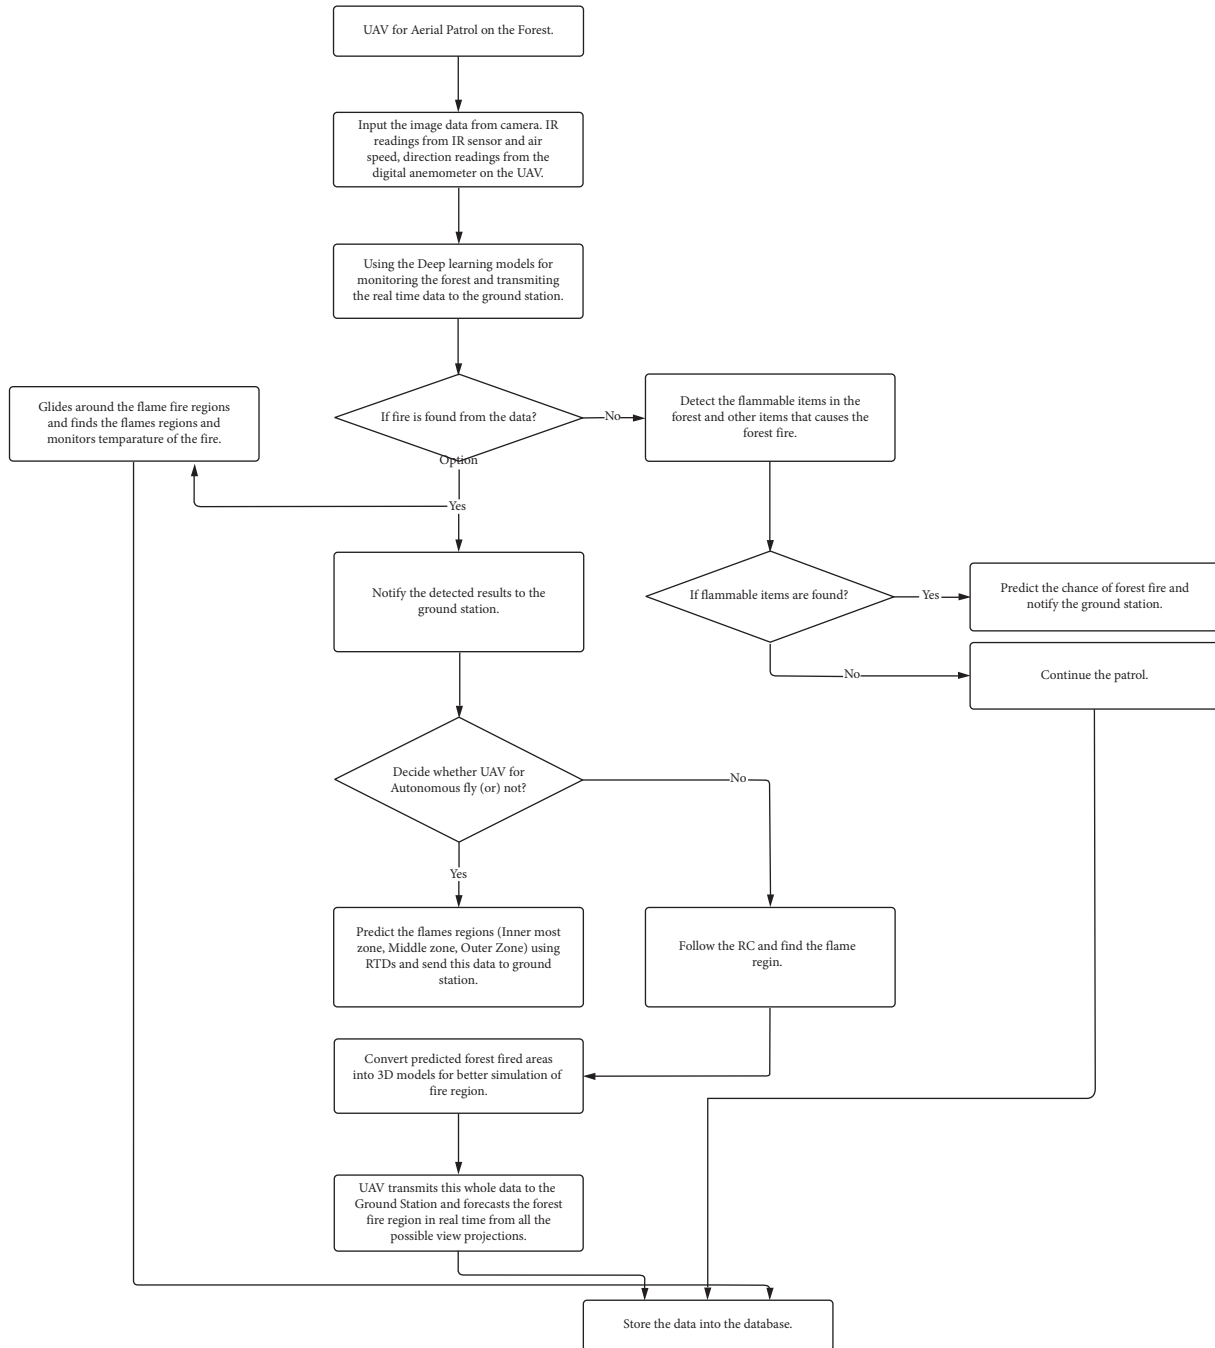 UAV for Aerial Patrol on the Forest.
Input the image data from camera. IR
readings from IR sensor and air
speed, direction readings from the
digital anemometer on the UAV.
Using the Deep learning models for
monitoring the forest and transmiting
the real time data to the ground station.
Glides around the flame fire regions
and finds the flames regions and
monitors temparature of the fire.
If fire is found from the data?
No
Detect the flammable items in the
forest and other items that causes the
forest fire.
Option
Yes
Notify the detected results to the
ground station.
If flammable items are found?
Yes
Predict the chance of forest fire and
notify the ground station.
No
Continue the patrol.
Decide whether UAV for
Autonomous fly (or) not?
No
Yes
Predict the flames regions (Inner most
zone, Middle zone, Outer Zone) using
RTDs and send this data to ground
station.
Follow the RC and find the flame
regin.
Convert predicted forest fired areas
into 3D models for better simulation of
fire region.
UAV transmits this whole data to the
Ground Station and forecasts the forest
fire region in real time from all the
possible view projections.
Store the data into the database.